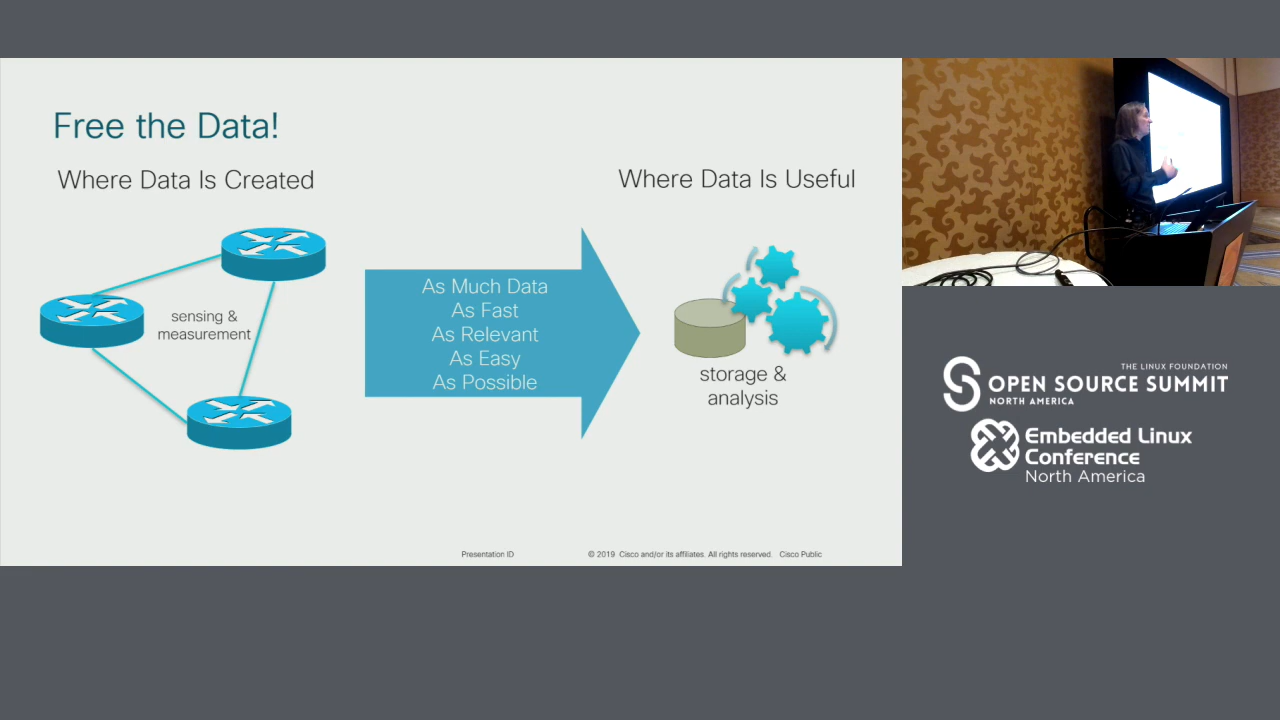 Free the Data!
Where Data Is Created
Where Data Is Useful
sensing &
measurement
As Much Data
As Fast
As Relevant
As Easy
As Possible
storage &
analysis
Presentation ID
© 2019 Cisco and/or its affiliates. All rights reserved. Cisco Public
THE LINUX FOUNDATION
OPEN SOURCE SUMMIT
NORTH AMERICA
Embedded Linux
Conference
North America